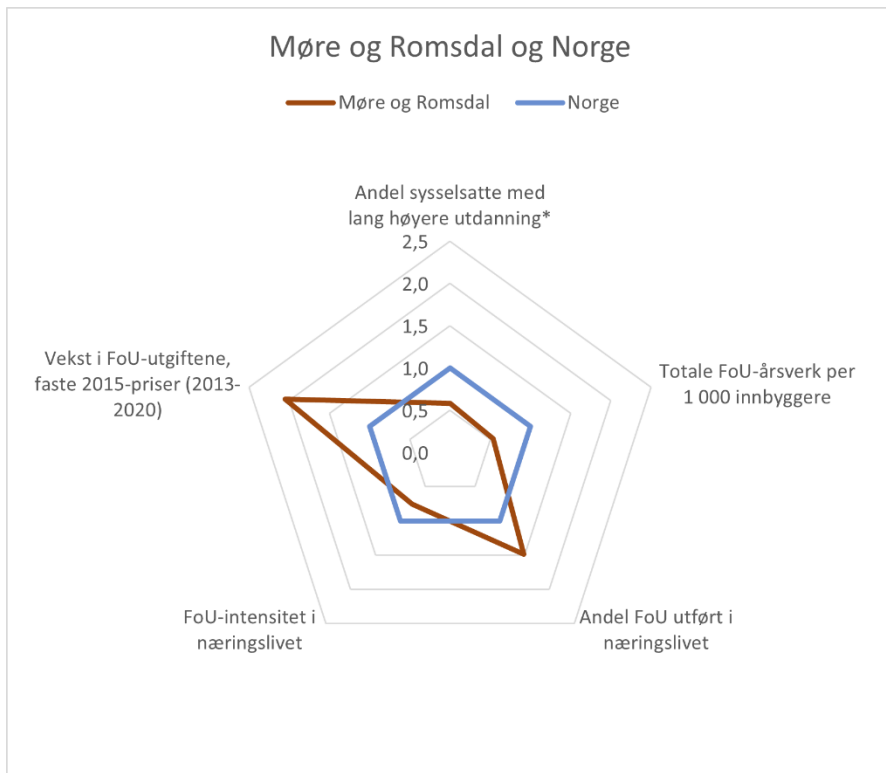 Møre og Romsdal og Norge
Møre og Romsdal
Norge
Andel sysselsatte med
lang høyere utdanning*
2,5
2,0
1,5
1,0
0,5
0,0
Totale FoU-årsverk per
1 000 innbyggere
Andel FoU utført i
næringslivet
FoU-intensitet i
næringslivet
Vekst i FoU-utgiftene,
faste 2015-priser (2013-
2020)